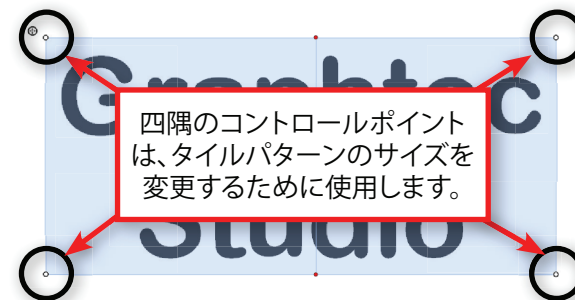 Graphtec
四隅のコントロールポイント
は、タイルパターンのサイズを
変更するために使用します。
Studio